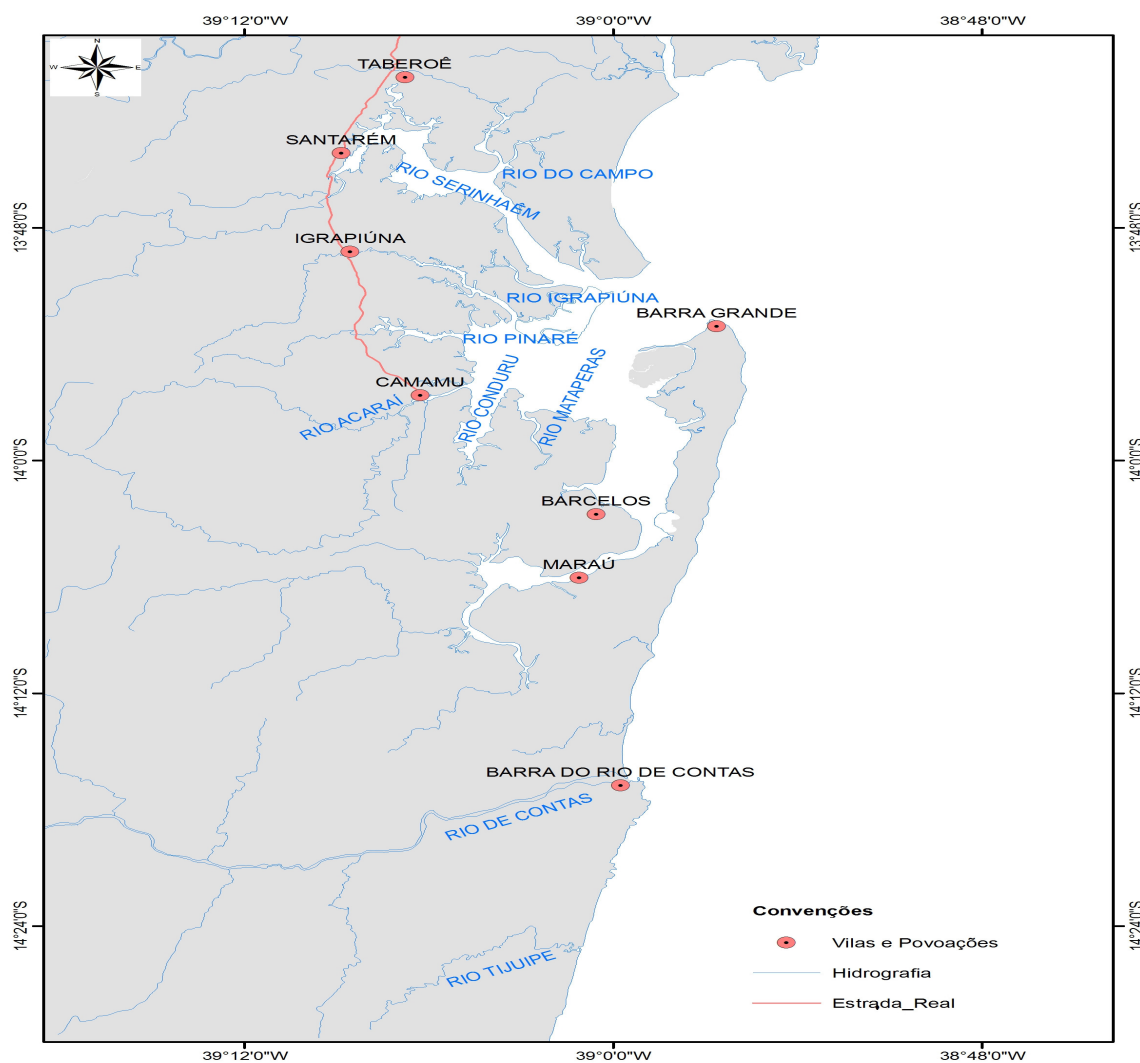 39°12'0"W
39°0'0"W
38°48'0"W
N
W
E
S
TABEROÊ
SANTARÉM
RIO SERINHAÊM
RIO DO CAMPO
13°48'0"S
13°48'0"S
IGRAPIÚNA
RIO IGRAPIÚNA
BARRA GRANDE
RIO PINARÉ
CAMAMU
RIO ACARAÍ
RIO CONDURU
RIO MATAPERAS
14°0'0"S
14°0'0"S
BARCELOS
MARAÚ
14°12'0"S
14°12'0"S
BARRA DO RIO DE CONTAS
RIO DE CONTAS
14°24'0"S
14°24'0"S
RIO TIJUIPE
Convenções
Vilas e Povoações
Hidrografia
Estrada_Real
39°12'0"W
39°0'0"W
38°48'0"W